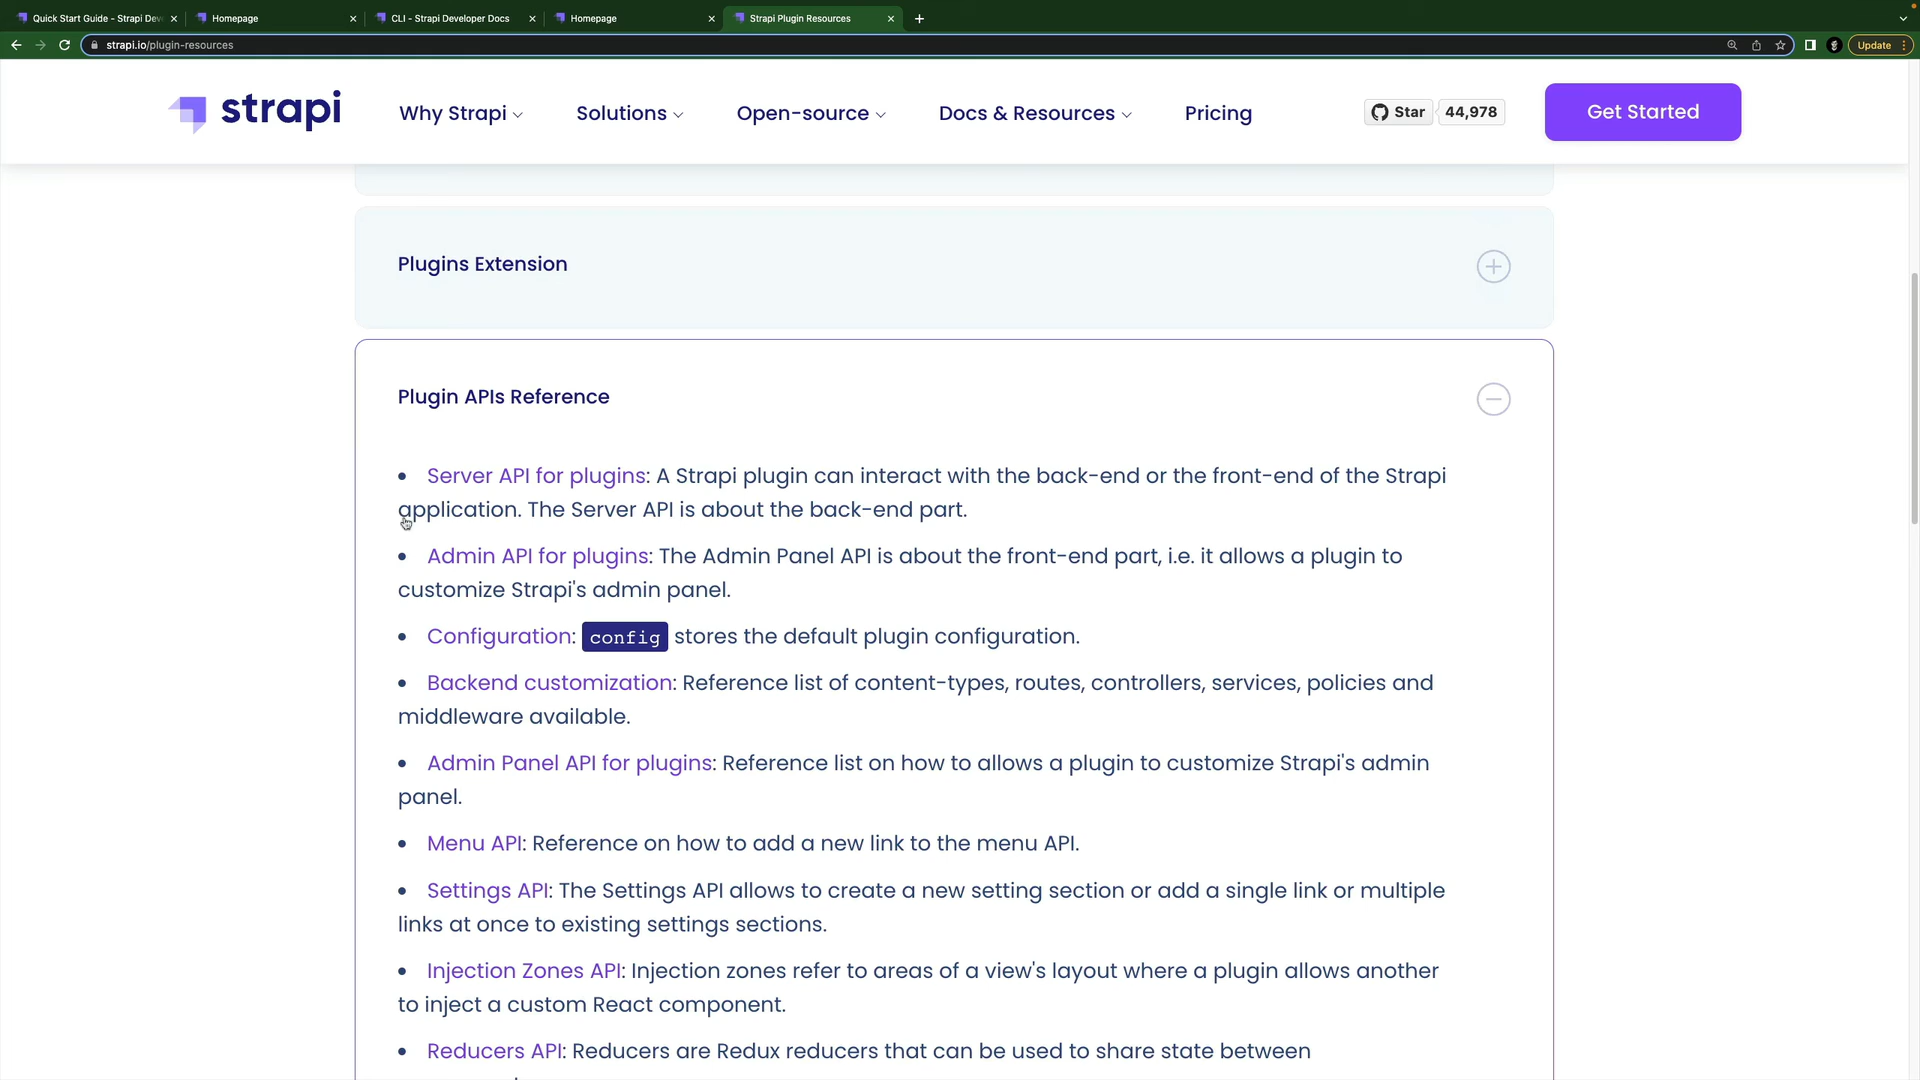 Quick Start Guide - Strapi Dev
Homepage
CLI - Strapi Developer Docs
Homepage
Strapi Plugin Resources
strapi.io/plugin-resources
Update
strapi
Why Strapi
Solutions
Open-source
Docs & Resources
Pricing
Star
44,978
Get Started
Plugins Extension
Plugin APIs Reference
• Server API for plugins: A Strapi plugin can interact with the back-end or the front-end of the Strapi
application. The Server API is about the back-end part.
• Admin API for plugins: The Admin Panel API is about the front-end part, i.e. it allows a plugin to
customize Strapi's admin panel.
• Configuration: config stores the default plugin configuration.
• Backend customization: Reference list of content-types, routes, controllers, services, policies and
middleware available.
• Admin Panel API for plugins: Reference list on how to allows a plugin to customize Strapi's admin
panel.
• Menu API: Reference on how to add a new link to the menu API.
• Settings API: The Settings API allows to create a new setting section or add a single link or multiple
links at once to existing settings sections.
• Injection Zones API: Injection zones refer to areas of a view's layout where a plugin allows another
to inject a custom React component.
• Reducers API: Reducers are Redux reducers that can be used to share state between